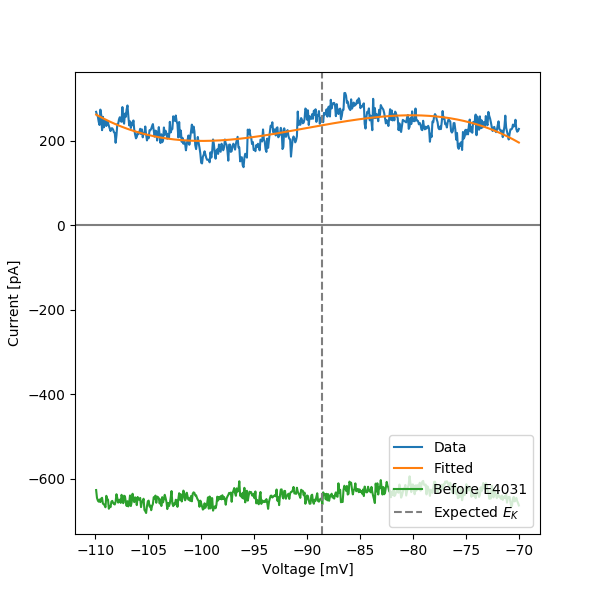 200
0
−200
−400
−600
Current [pA]
Data
Fitted
Before E4031
Expected E_K
−110 −105 −100 −95 −90 −85 −80 −75 −70
Voltage [mV]